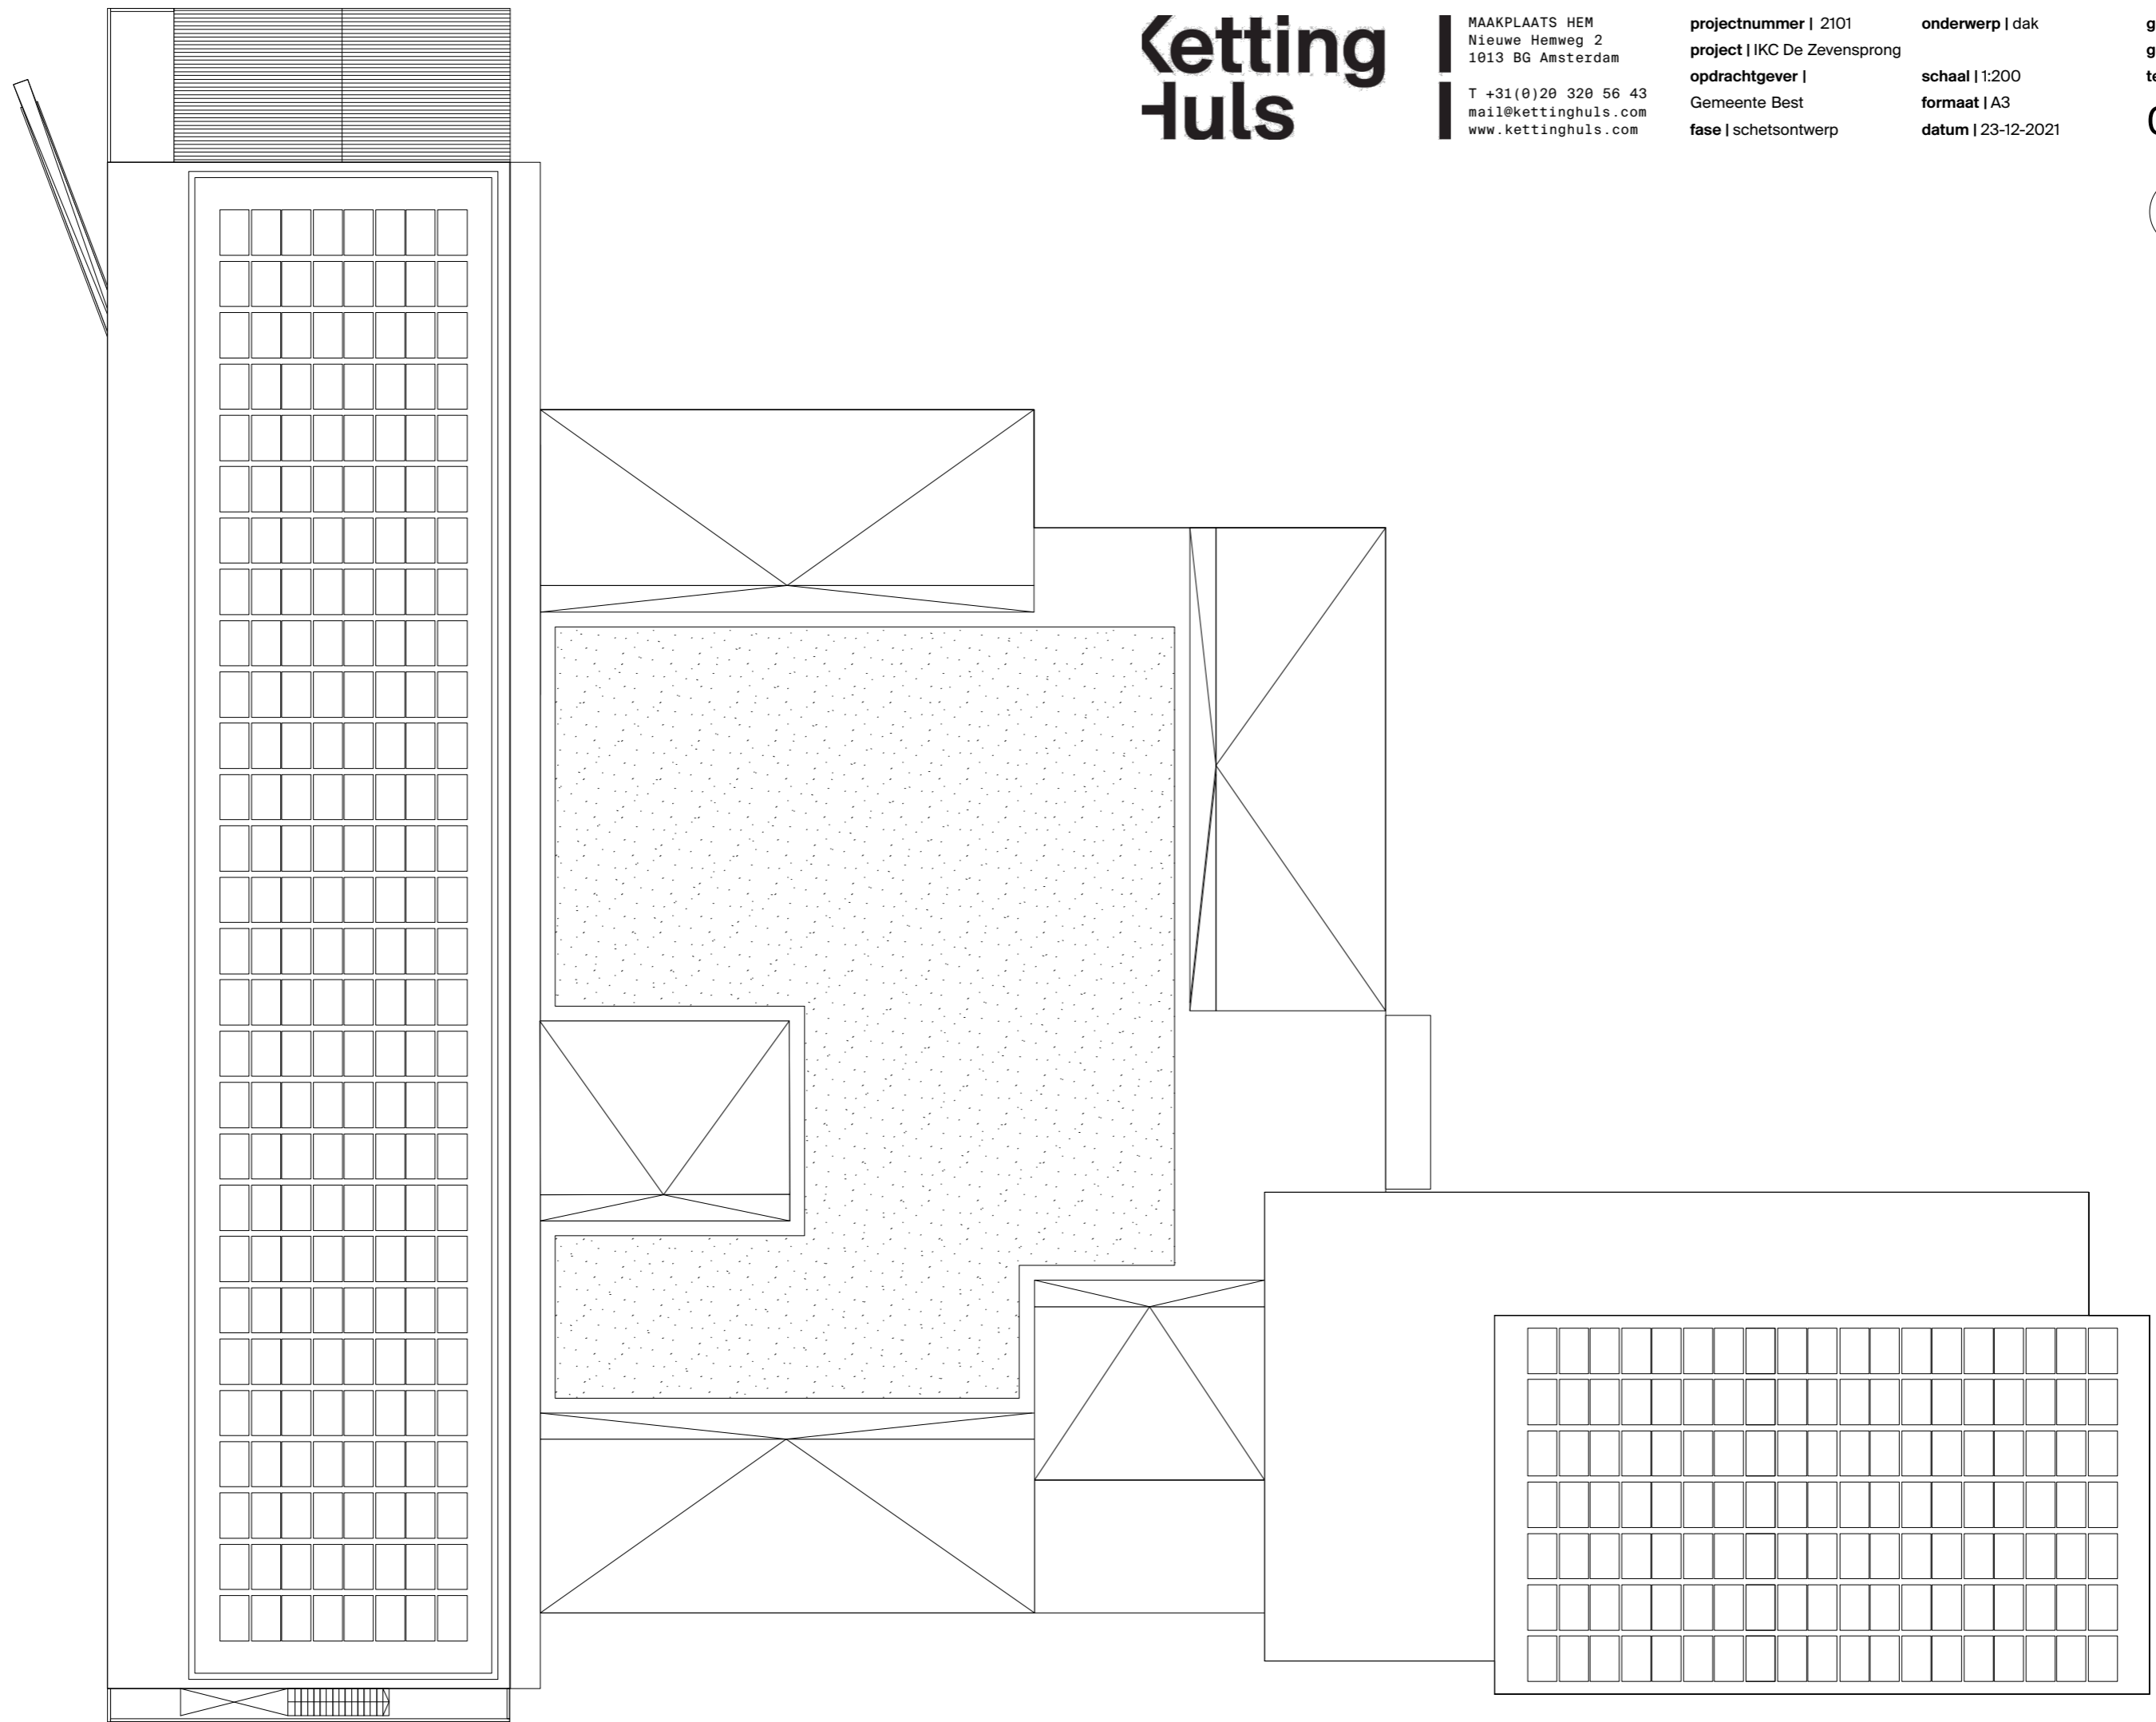 Ketting
Huls
MAAKPLAATS HEM
Nieuwe Hemweg 2
1013 BG Amsterdam
T +31(0)20 320 56 43
mail@kettinghuls.com
www.kettinghuls.com
projectnummer | 2101
project | IKC De Zevensprong
opdrachtgever |
Gemeente Best
fase | schetsontwerp
onderwerp | dak
schaal | 1:200
formaat | A3
datum | 23-12-2021